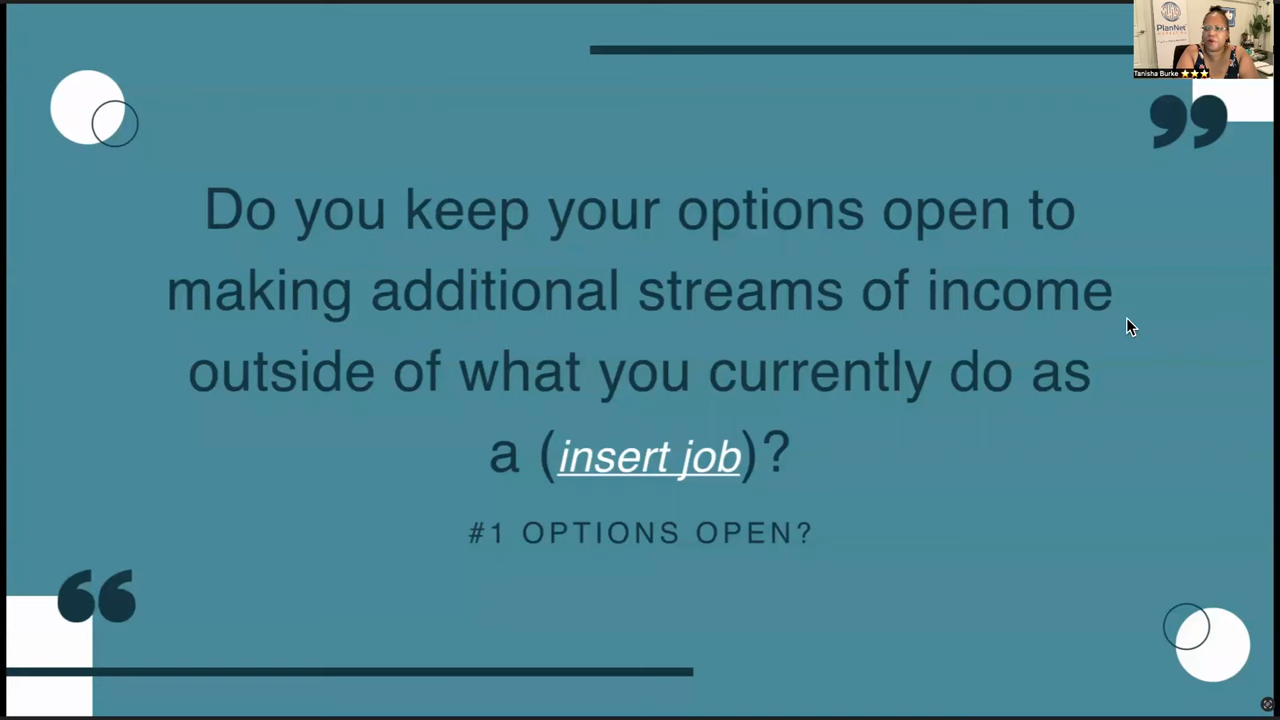 PlanNet
Tanisha Burke ⭐⭐⭐
Do you keep your options open to
making additional streams of income
outside of what you currently do as
a (insert job)?
#1 OPTIONS OPEN?